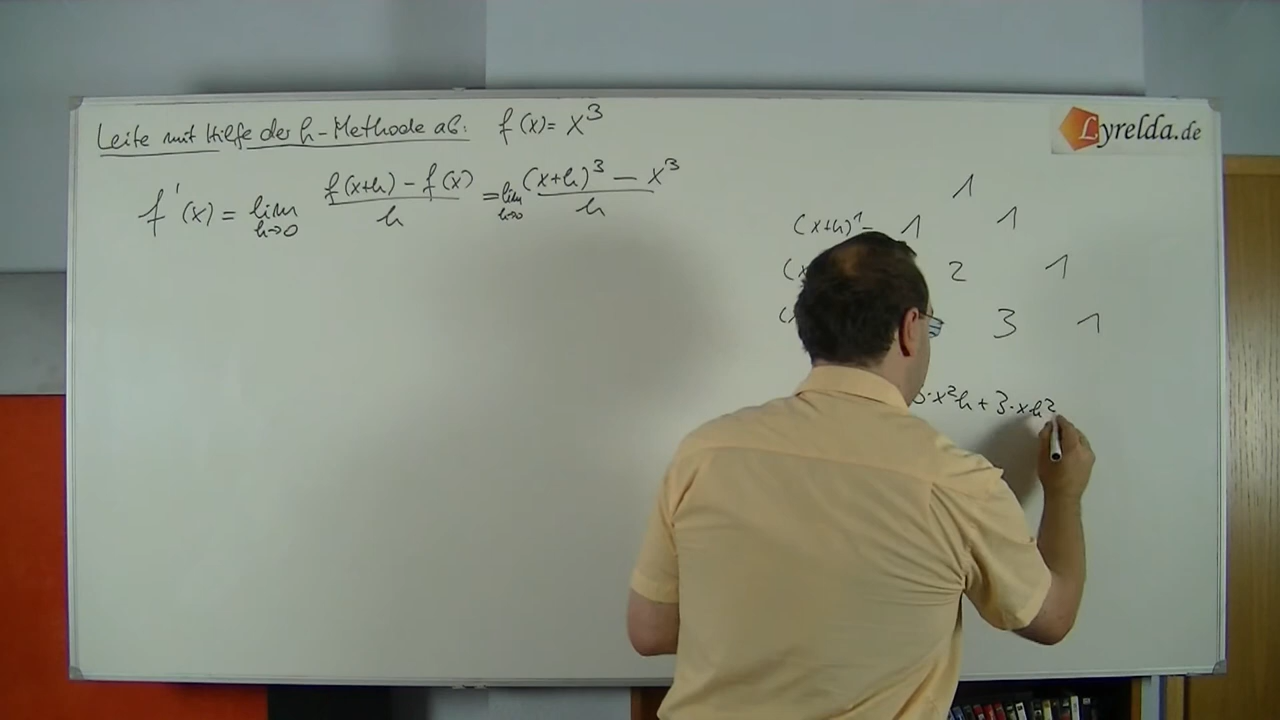 Leite mit Hilfe der h-Methode ab: f(x)= x³
Lyrelda.de
f'(x) = lim h→0 f(x+h) - f(x) / h = lim h→0 (x+h)³ - x³ / h
1
(x+h)¹= 1 1
2 1
3 1
·x²h + 3·xh²